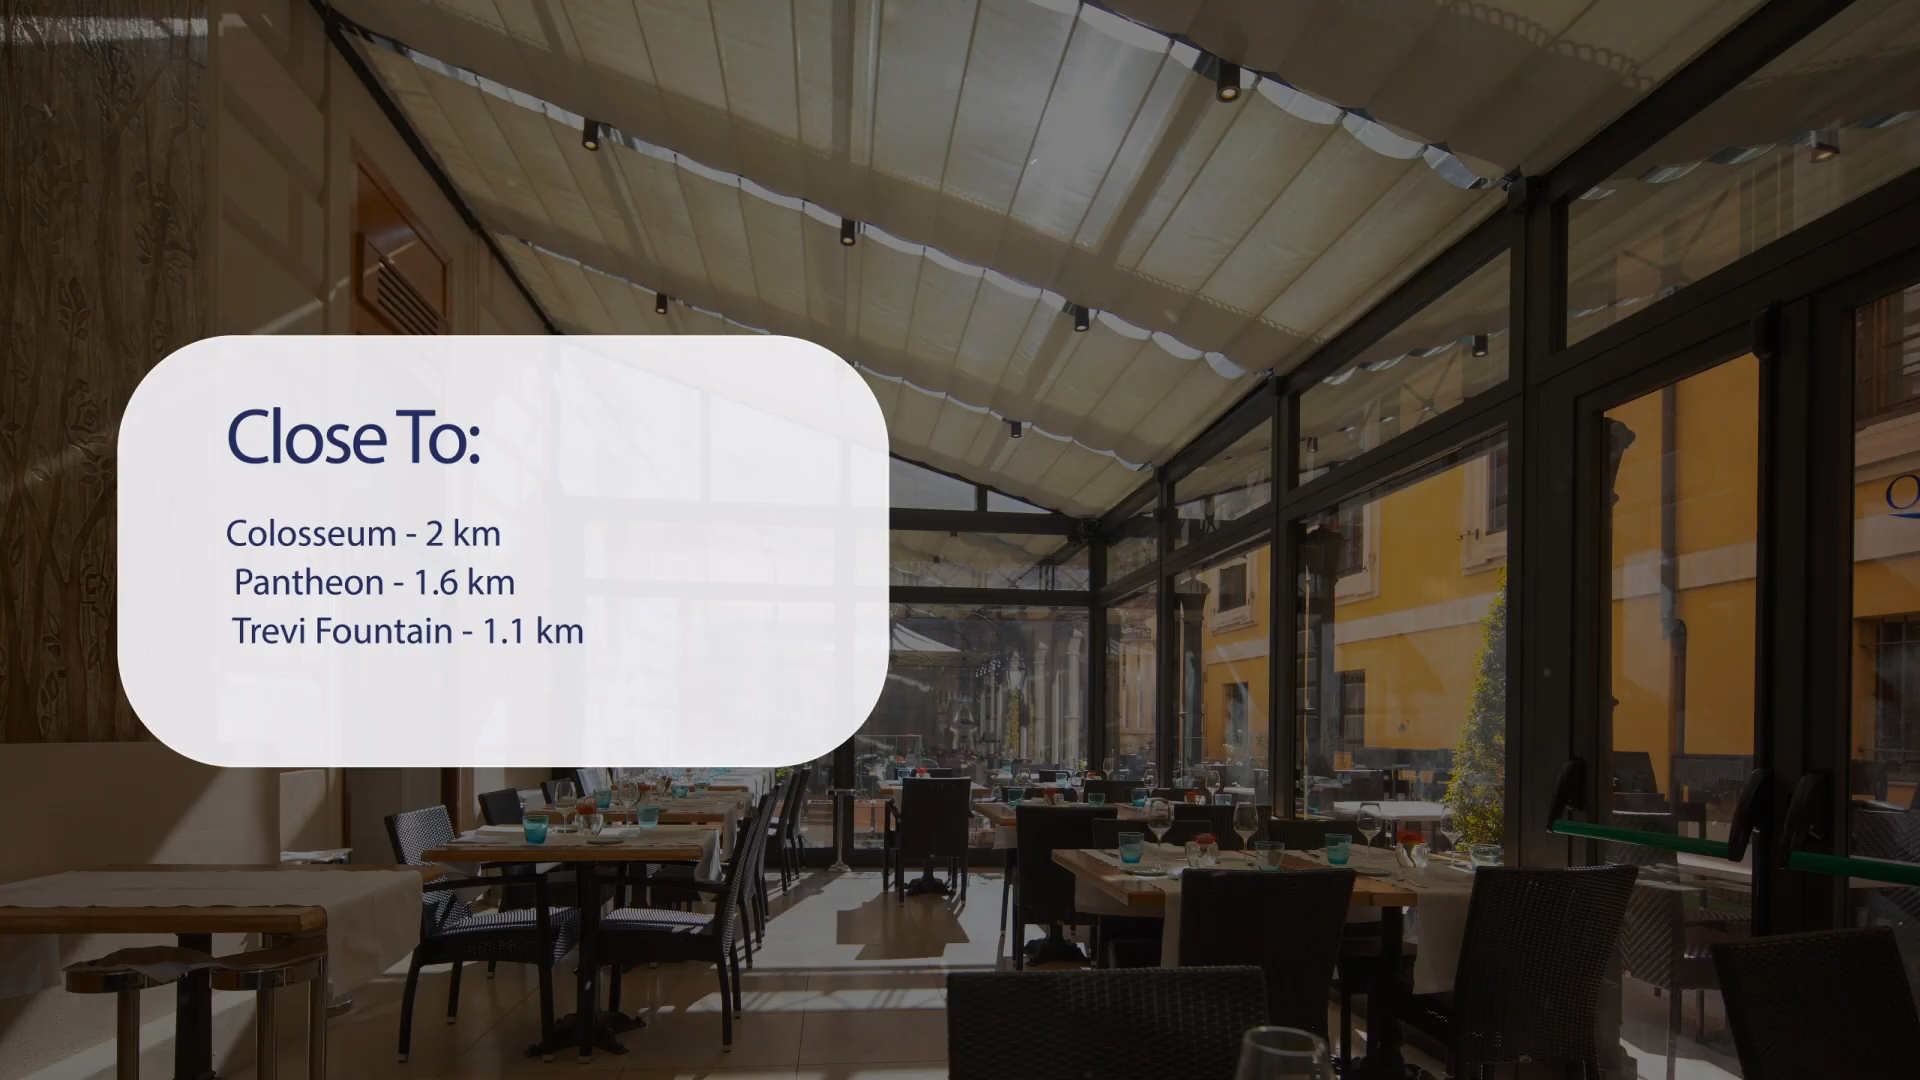 Close To:
Colosseum - 2 km
Pantheon - 1.6 km
Trevi Fountain - 1.1 km